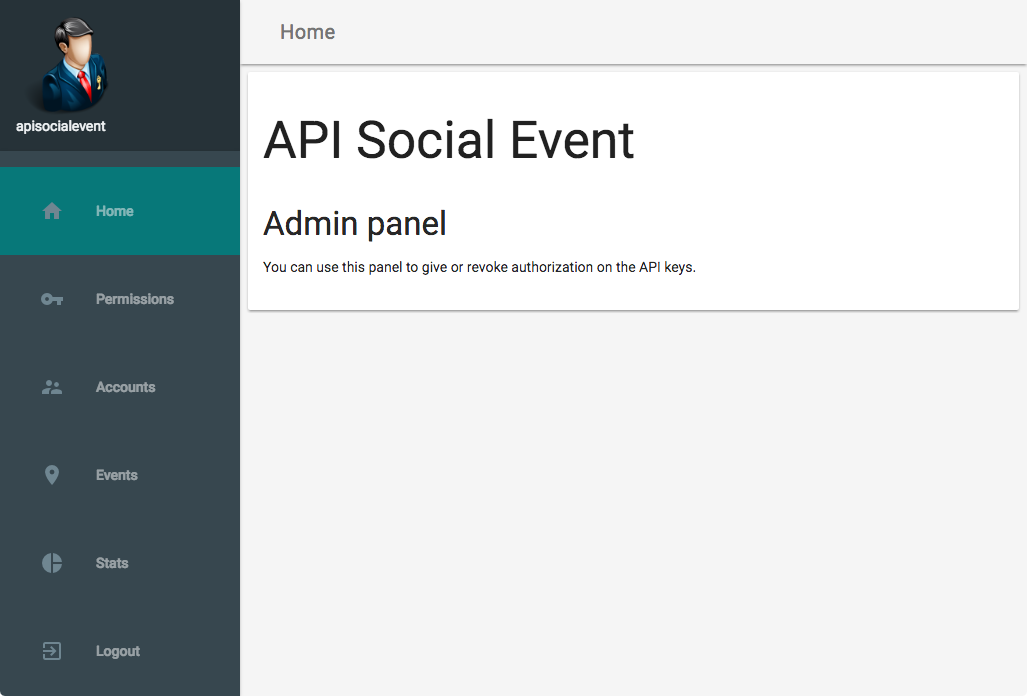 apisocialevent
Home
Permissions
Accounts
Events
Stats
Logout
Home
API Social Event
Admin panel
You can use this panel to give or revoke authorization on the API keys.